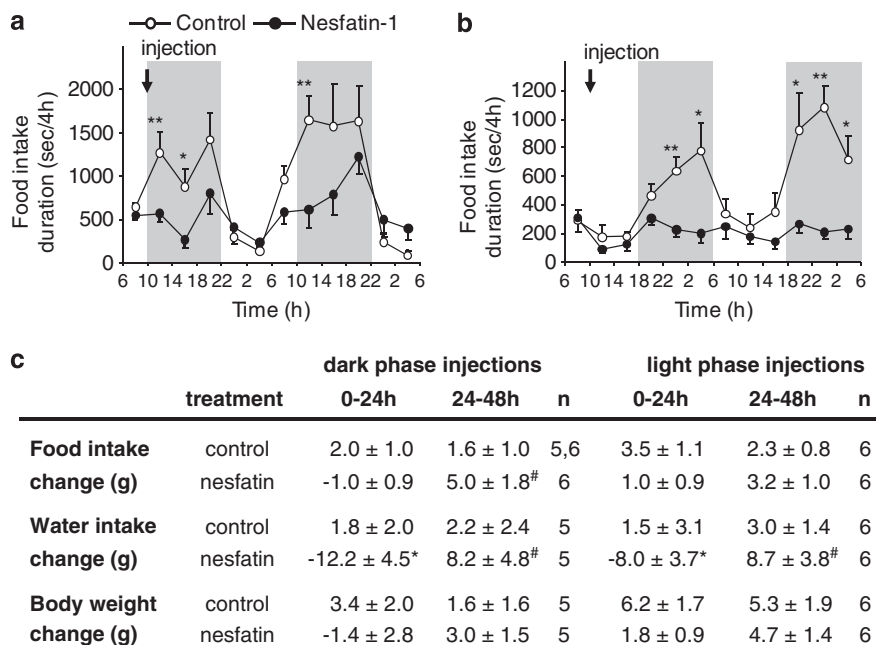 a
Control Nesfatin-1
injection
Food intake
duration (sec/4h)
2000
1500
1000
500
0
** * **
6 10 14 18 22 2 6 10 14 18 22 2 6
Time (h)
b
injection
Food intake
duration (sec/4h)
1200
1000
800
600
400
200
0
** * * ** *
6 10 14 18 22 2 6 10 14 18 22 2 6
Time (h)
c
dark phase injections light phase injections
treatment 0-24h 24-48h n 0-24h 24-48h n
Food intake control 2.0 ± 1.0 1.6 ± 1.0 5,6 3.5 ± 1.1 2.3 ± 0.8 6
change (g) nesfatin -1.0 ± 0.9 5.0 ± 1.8# 6 1.0 ± 0.9 3.2 ± 1.0 6
Water intake control 1.8 ± 2.0 2.2 ± 2.4 5 1.5 ± 3.1 3.0 ± 1.4 6
change (g) nesfatin -12.2 ± 4.5* 8.2 ± 4.8# 5 -8.0 ± 3.7* 8.7 ± 3.8# 6
Body weight control 3.4 ± 2.0 1.6 ± 1.6 5 6.2 ± 1.7 5.3 ± 1.9 6
change (g) nesfatin -1.4 ± 2.8 3.0 ± 1.5 5 1.8 ± 0.9 4.7 ± 1.4 6